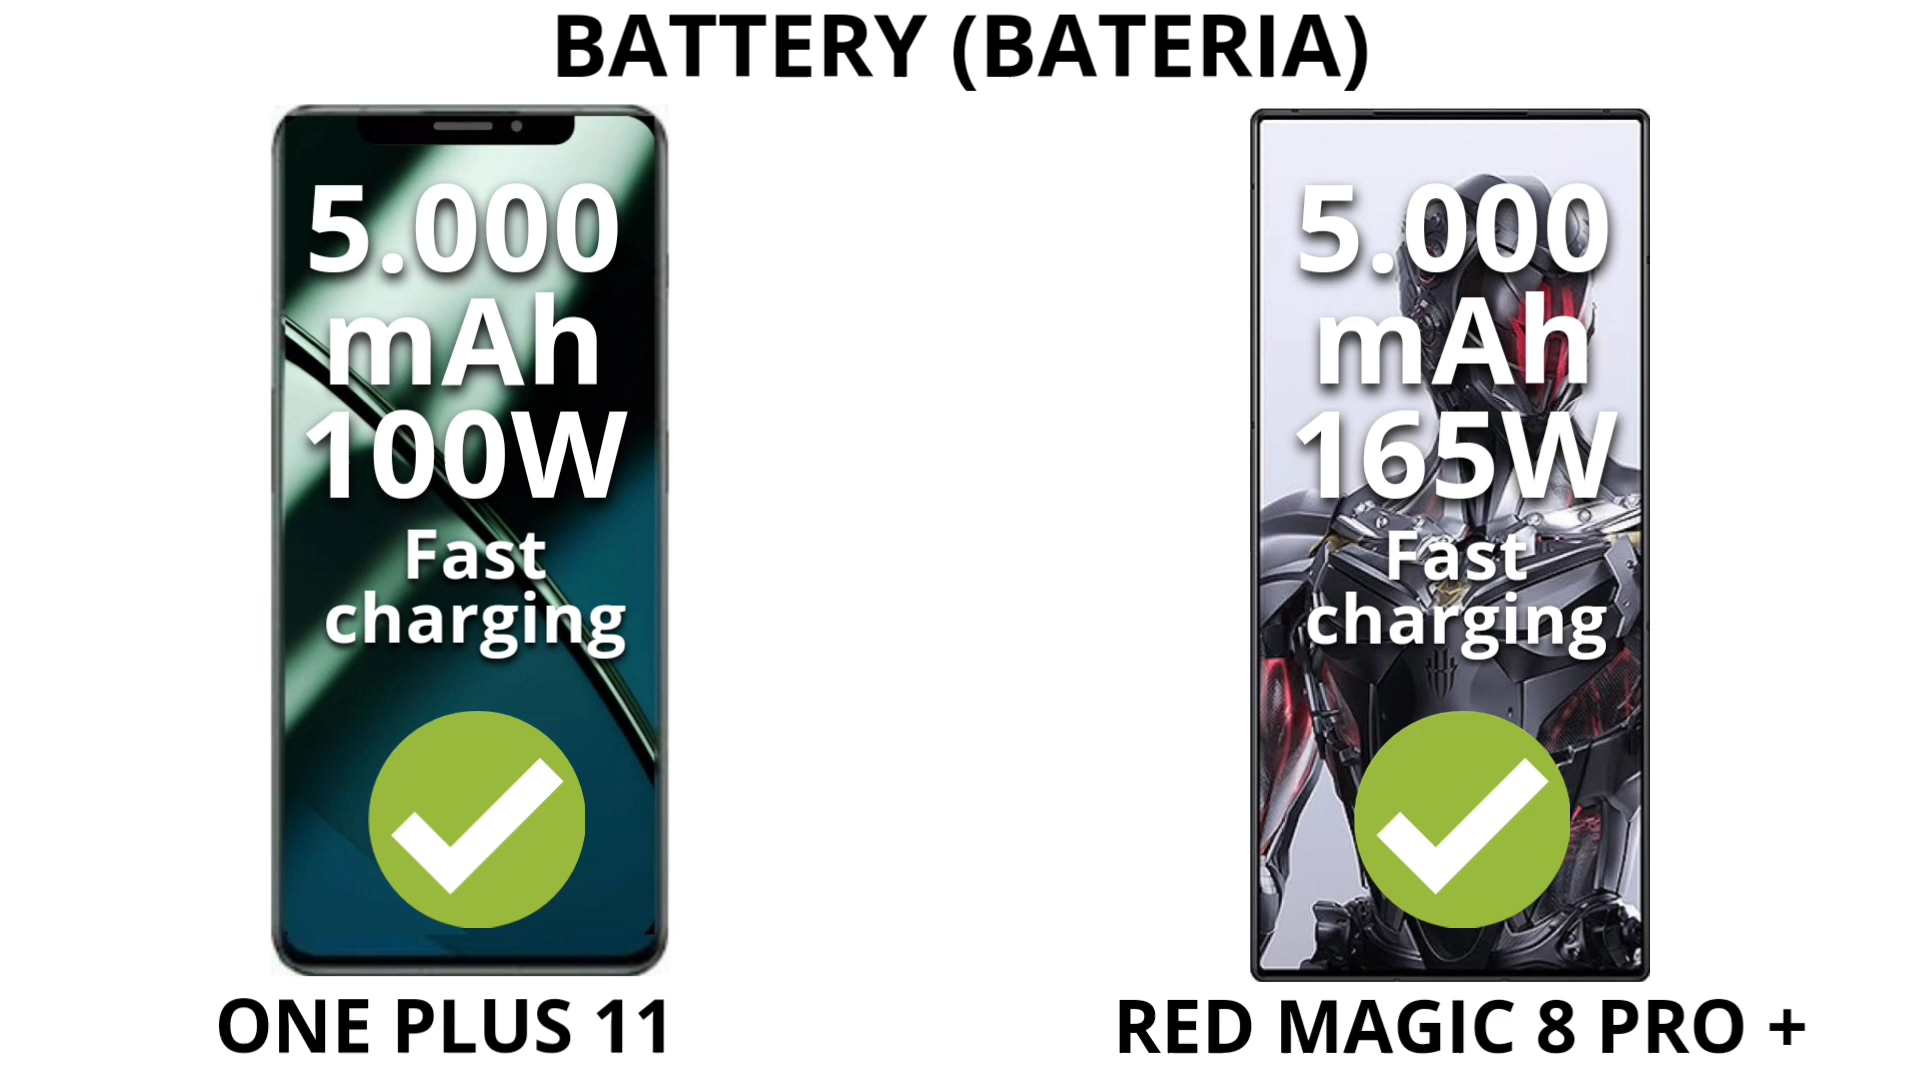 BATTERY (BATERIA)
5.000
mAh
100W
Fast
charging
ONE PLUS 11
5.000
mAh
165W
Fast
charging
RED MAGIC 8 PRO +